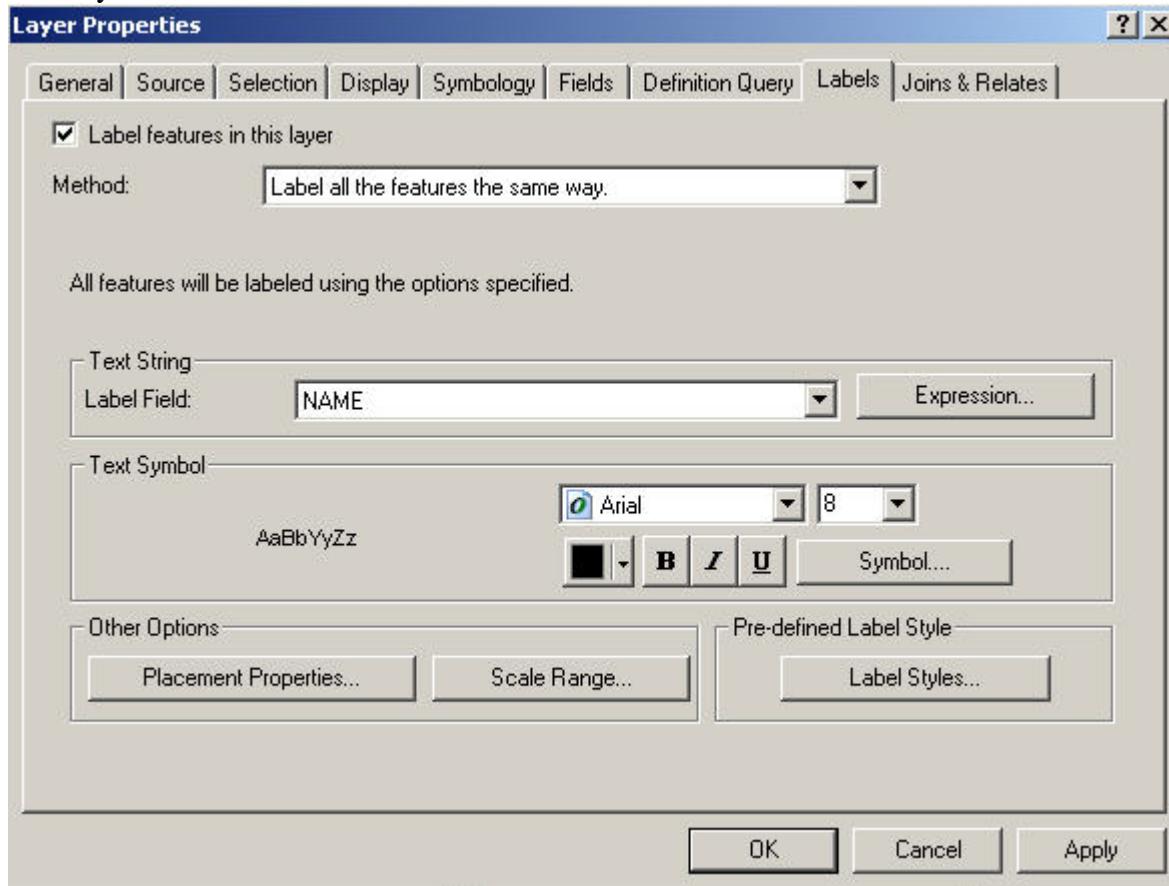 Layer Properties
General Source Selection Display Symbology Fields Definition Query Labels Joins & Relates
Label features in this layer
Method: Label all the features the same way.
All features will be labeled using the options specified.
Text String
Label Field: NAME Expression...
Text Symbol
AaBbYyZz
Arial 8
B I U Symbol....
Other Options
Placement Properties... Scale Range...
Pre-defined Label Style
Label Styles...
OK Cancel Apply